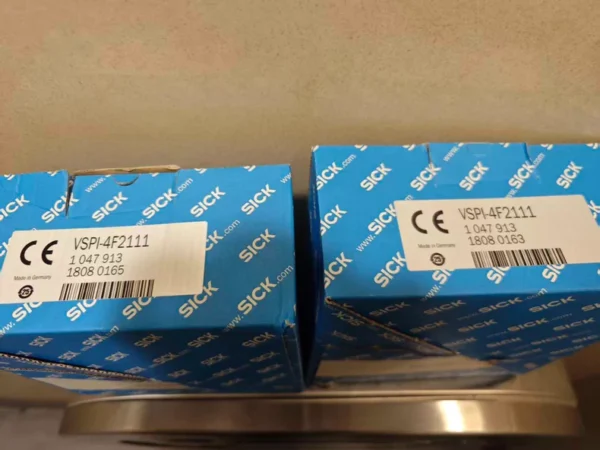 CE
VSPI-4F2111
1 047 913
1808 0165
Made in Germany
CE
VSPI-4F2111
1 047 913
1808 0163
Made in Germany
www.sick.com
SICK